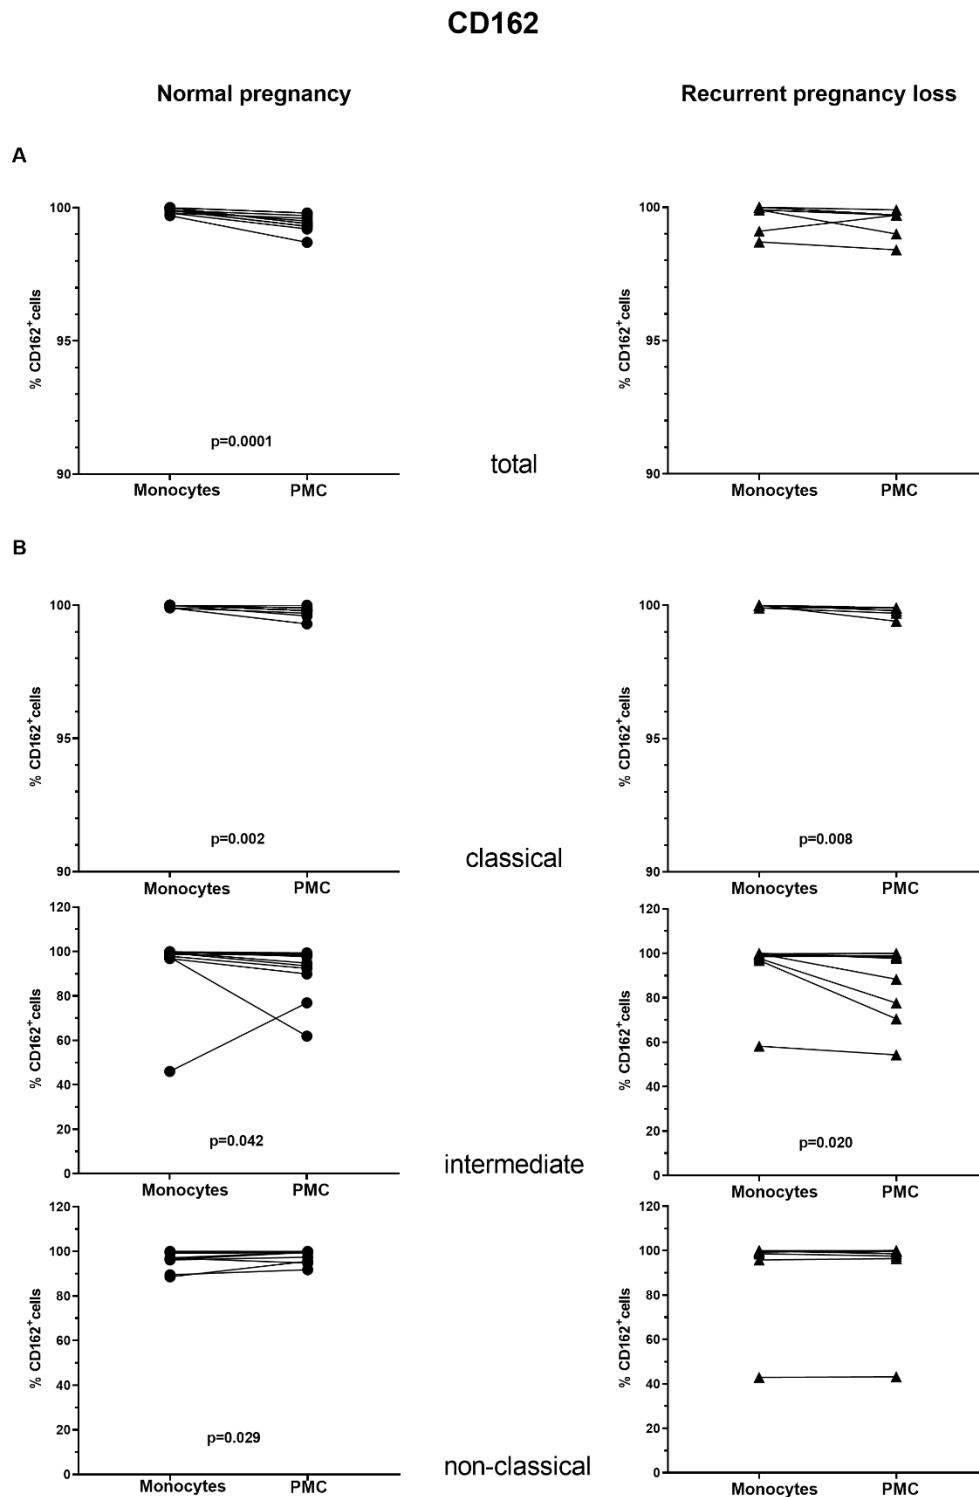 CD162
Normal pregnancy
Recurrent pregnancy loss
A
100
95
90
% CD162+cells
p=0.0001
Monocytes PMC
total
100
95
90
% CD162+cells
Monocytes PMC
B
100
95
90
% CD162+cells
p=0.002
Monocytes PMC
classical
100
95
90
% CD162+cells
p=0.008
Monocytes PMC
120
100
80
60
40
20
0
% CD162+cells
p=0.042
Monocytes PMC
intermediate
120
100
80
60
40
20
0
% CD162+cells
p=0.020
Monocytes PMC
120
100
80
60
40
20
0
% CD162+cells
p=0.029
Monocytes PMC
non-classical
120
100
80
60
40
20
0
% CD162+cells
Monocytes PMC